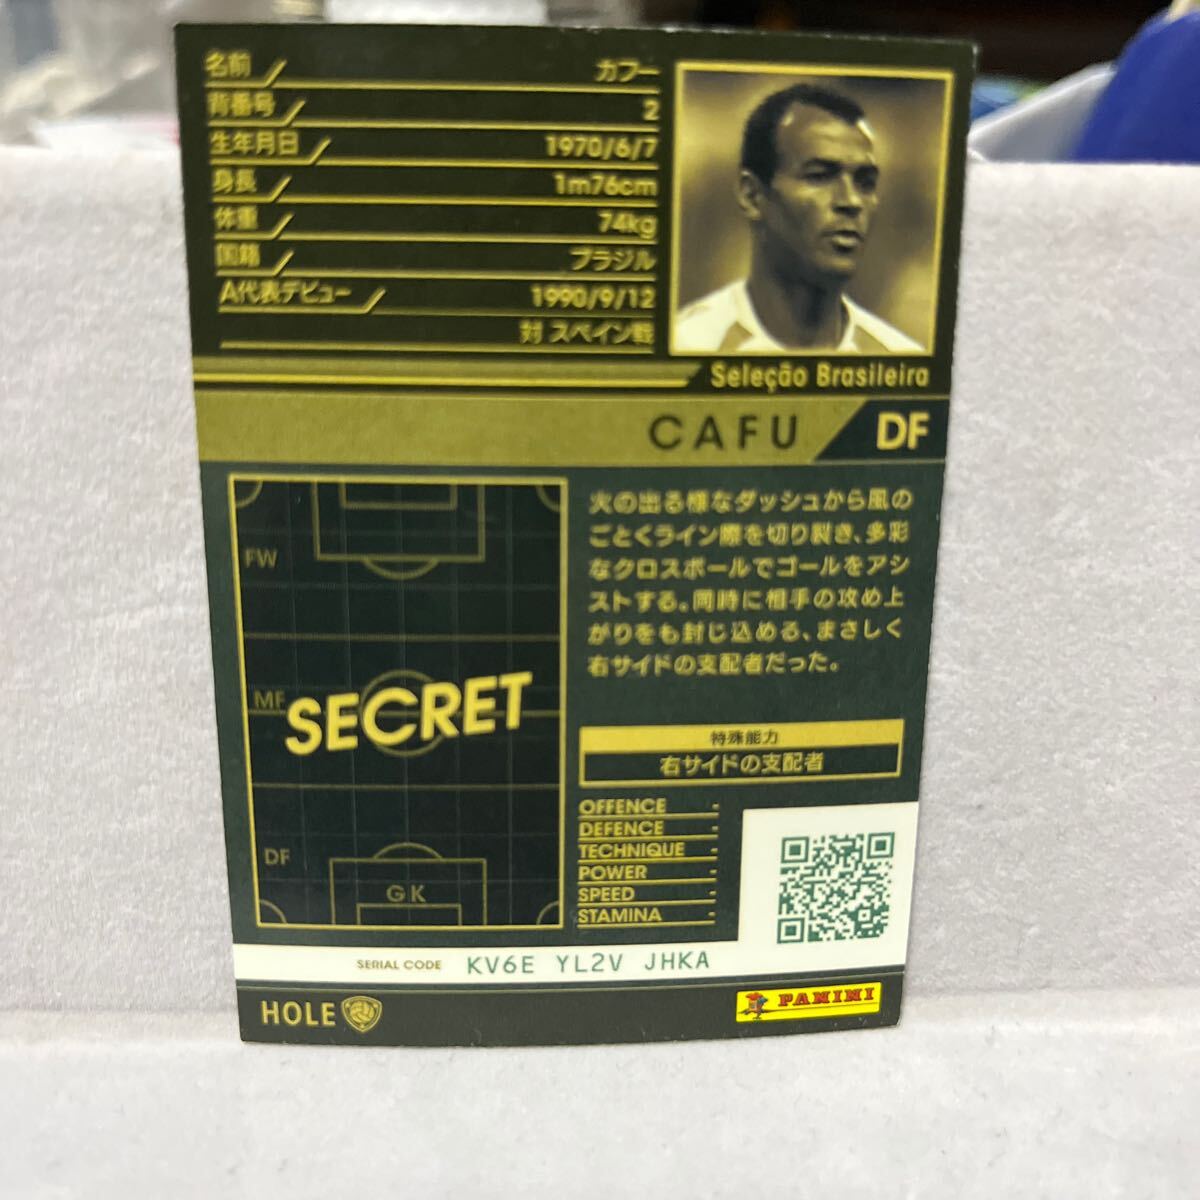 名前 カフー
背番号 2
生年月日 1970/6/7
身長 1m76cm
体重 74kg
国籍 ブラジル
A代表デビュー 1990/9/12
対 スペイン戦
Seleção Brasileira
CAFU DF
FW
MF
SECRET
DF
GK
火の出る様なダッシュから風の
ごとくライン際を切り裂き、多彩
なクロスボールでゴールをアシ
ストする。同時に相手の攻め上
がりをも封じ込める、まさしく
右サイドの支配者だった。
特殊能力
右サイドの支配者
OFFENCE -
DEFENCE -
TECHNIQUE -
POWER -
SPEED -
STAMINA -
SERIAL CODE KV6E YL2V JHKA
HOLE
PANINI